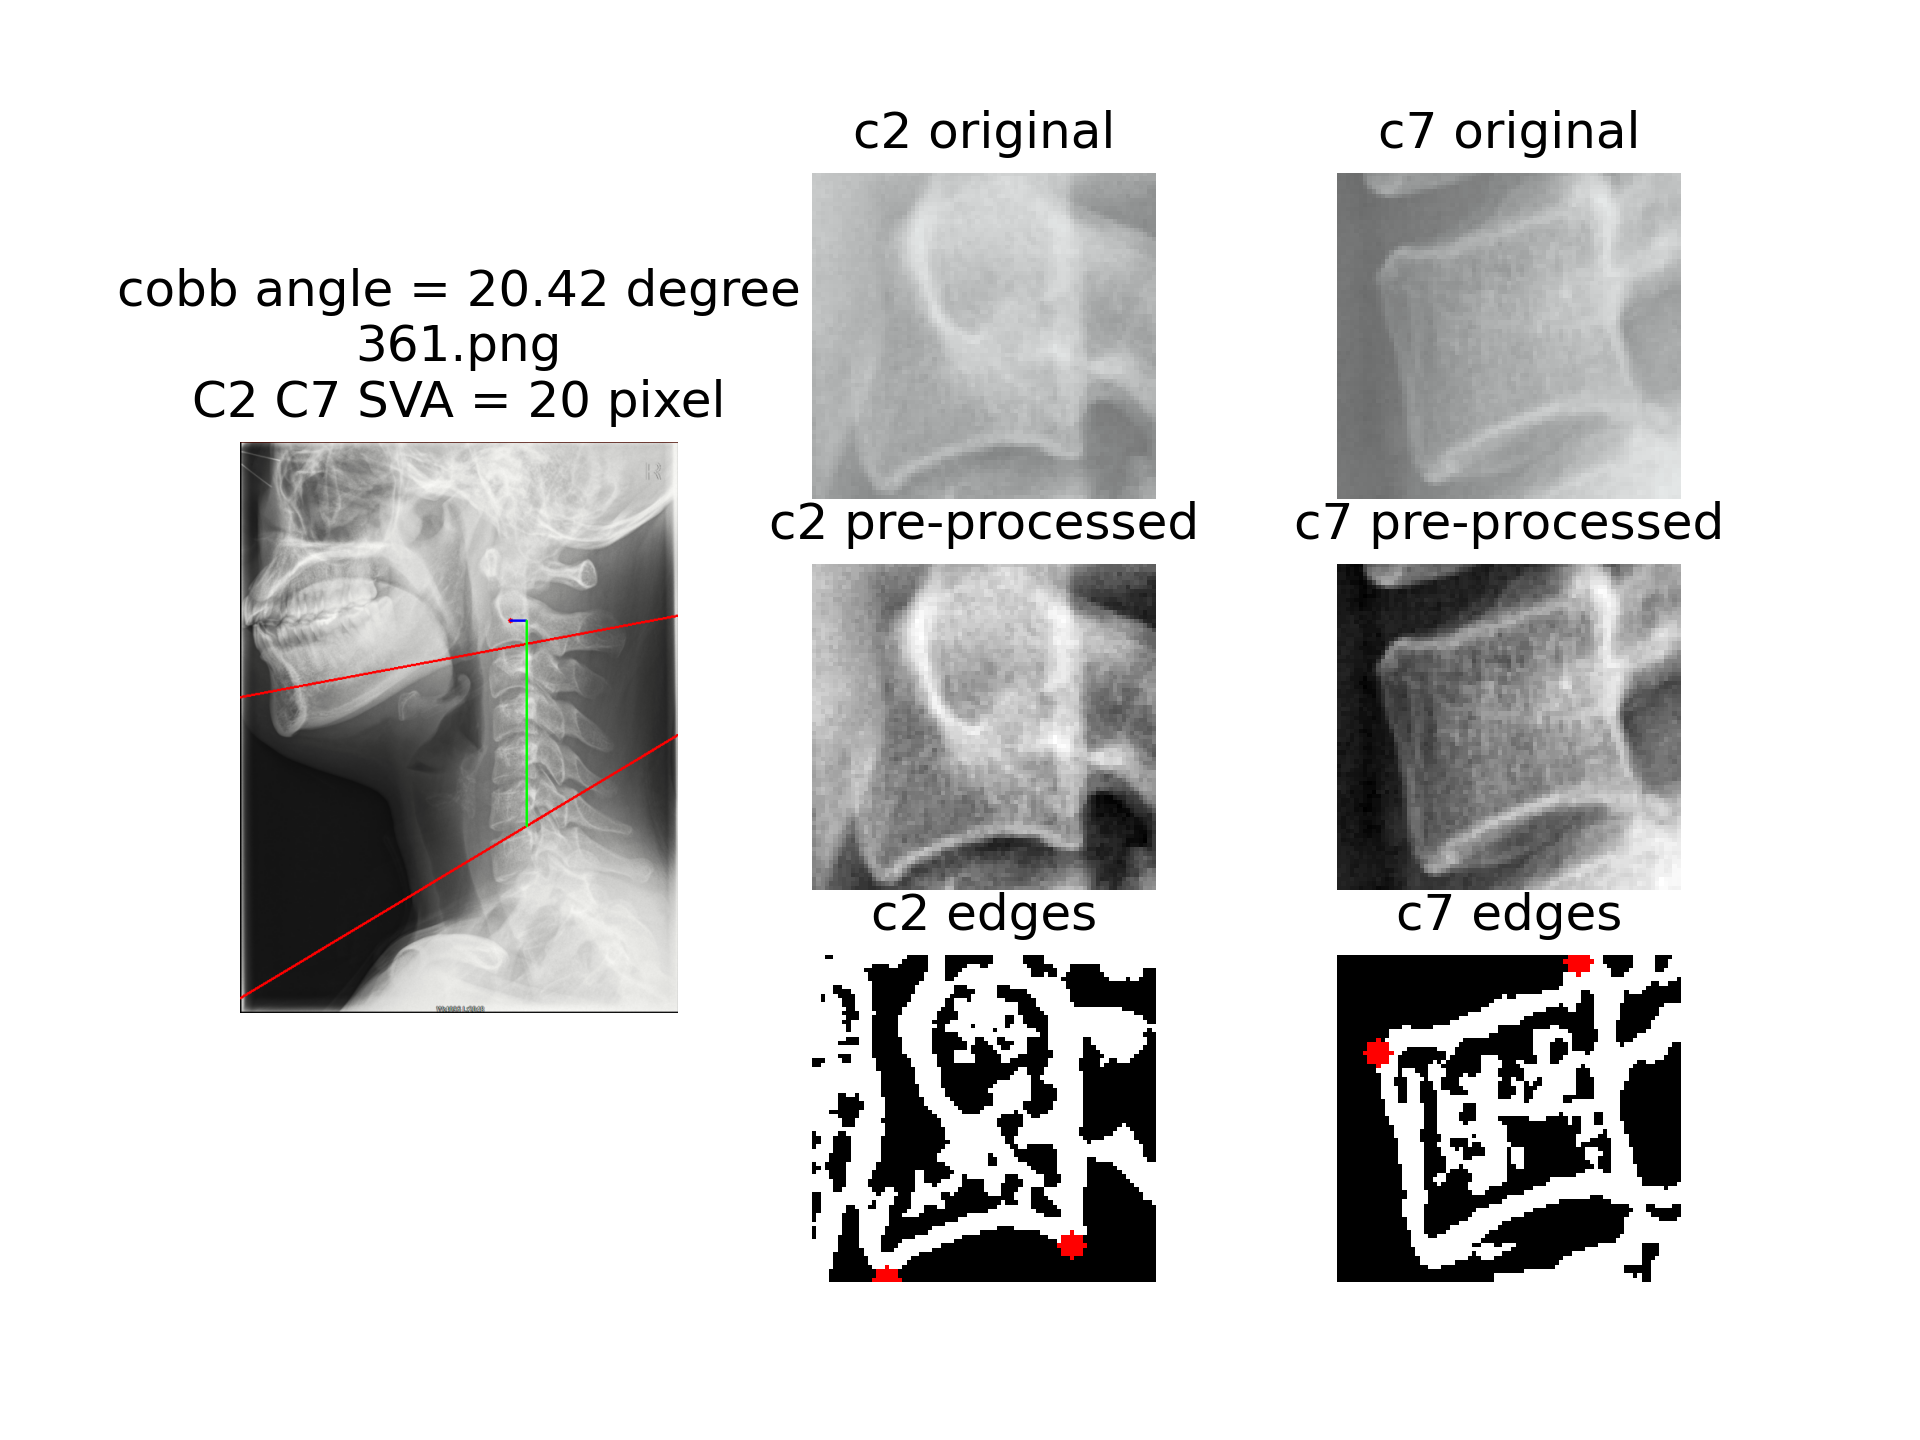 cobb angle = 20.42 degree
361.png
C2 C7 SVA = 20 pixel
R
c2 original
c7 original
c2 pre-processed
c7 pre-processed
c2 edges
c7 edges